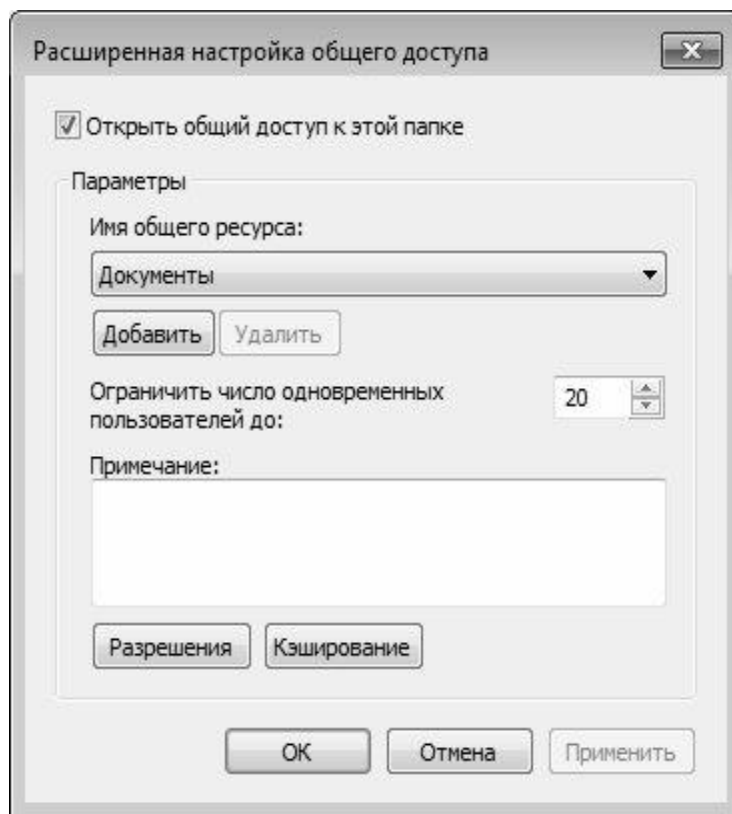 Расширенная настройка общего доступа
Открыть общий доступ к этой папке
Параметры
Имя общего ресурса:
Документы
Добавить Удалить
Ограничить число одновременных 20
пользователей до:
Примечание:
Разрешения Кэширование
ОК Отмена Применить